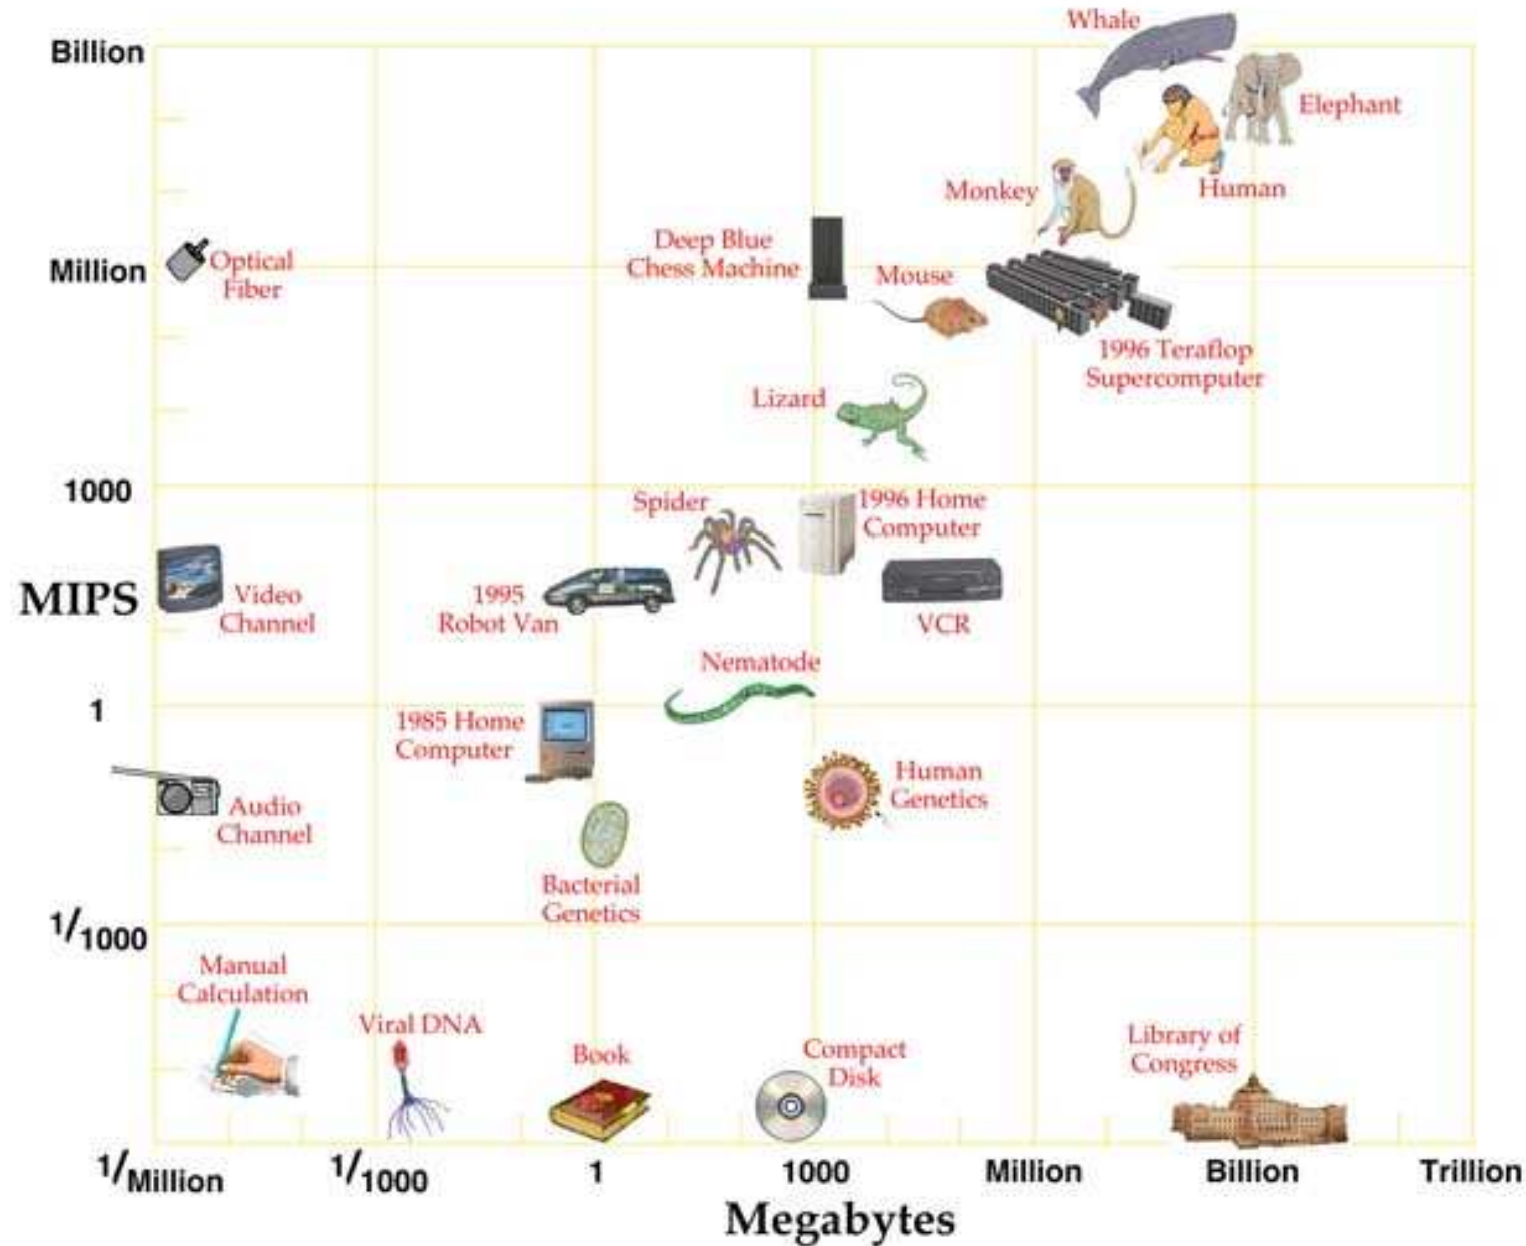 Whale
Billion
Elephant
Monkey
Human
Deep Blue
Chess Machine
Optical
Fiber
Million
Mouse
1996 Teraflop
Supercomputer
Lizard
1000
Spider
1996 Home
Computer
MIPS
Video
Channel
1995
Robot Van
VCR
Nematode
1
1985 Home
Computer
Human
Genetics
Audio
Channel
Bacterial
Genetics
1/1000
Manual
Calculation
Viral DNA
Book
Compact
Disk
Library of
Congress
1/Million
1/1000
1
1000
Million
Billion
Trillion
Megabytes